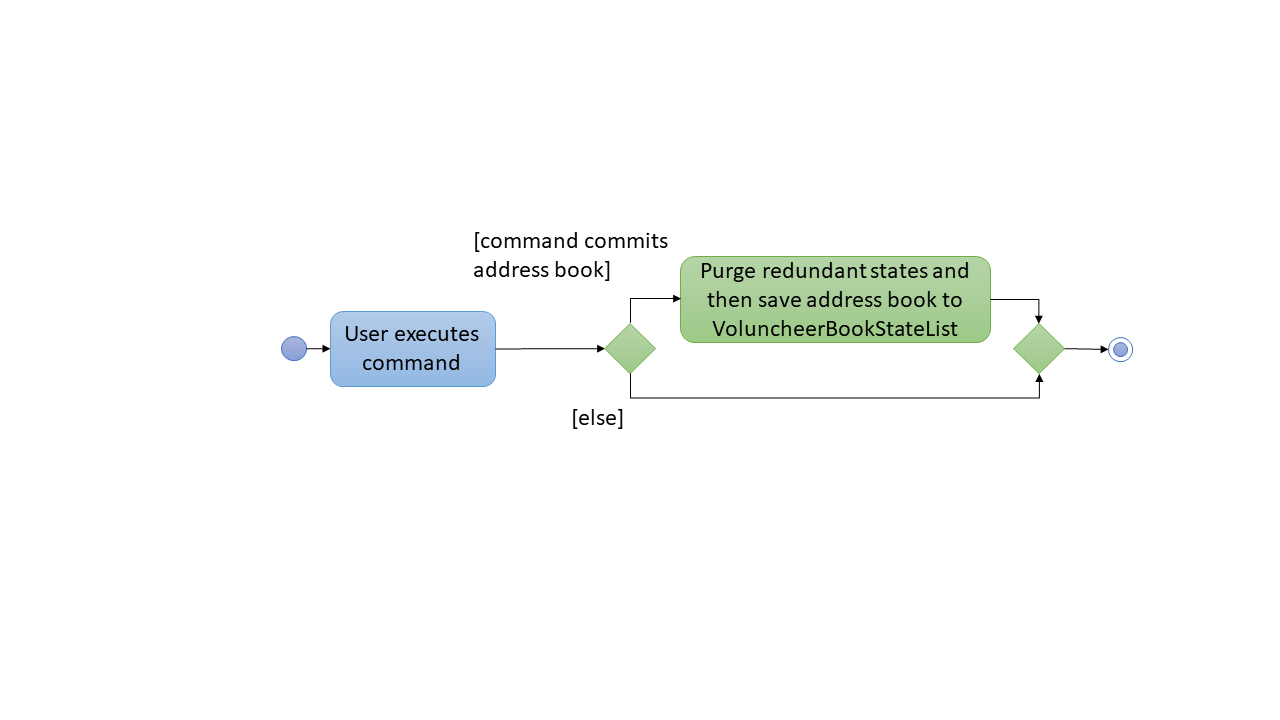 [command commits
address book]
Purge redundant states and
then save address book to
VoluncheerBookStateList
User executes
command
[else]